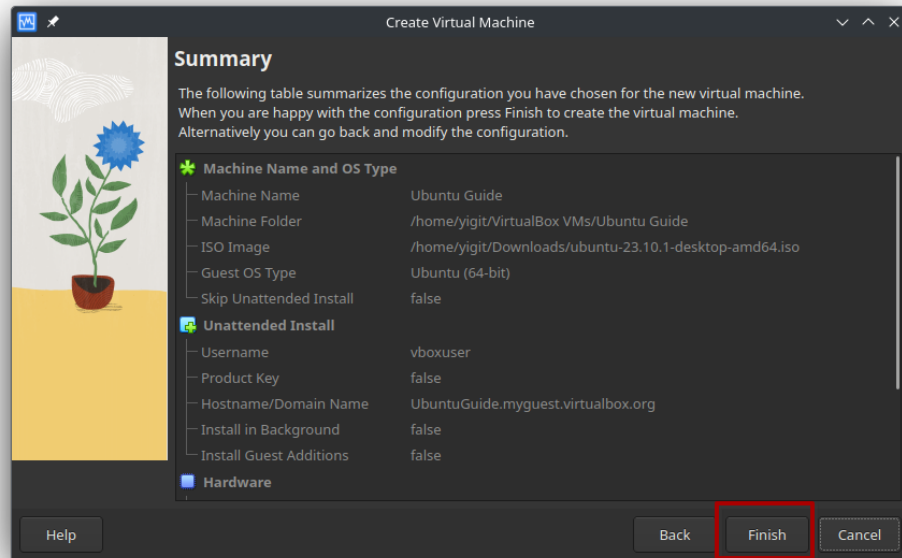 Create Virtual Machine
Summary
The following table summarizes the configuration you have chosen for the new virtual machine.
When you are happy with the configuration press Finish to create the virtual machine.
Alternatively you can go back and modify the configuration.
Machine Name and OS Type
Machine Name Ubuntu Guide
Machine Folder /home/yigit/VirtualBox VMs/Ubuntu Guide
ISO Image /home/yigit/Downloads/ubuntu-23.10.1-desktop-amd64.iso
Guest OS Type Ubuntu (64-bit)
Skip Unattended Install false
Unattended Install
Username vboxuser
Product Key false
Hostname/Domain Name UbuntuGuide.myguest.virtualbox.org
Install in Background false
Install Guest Additions false
Hardware
Help Back Finish Cancel